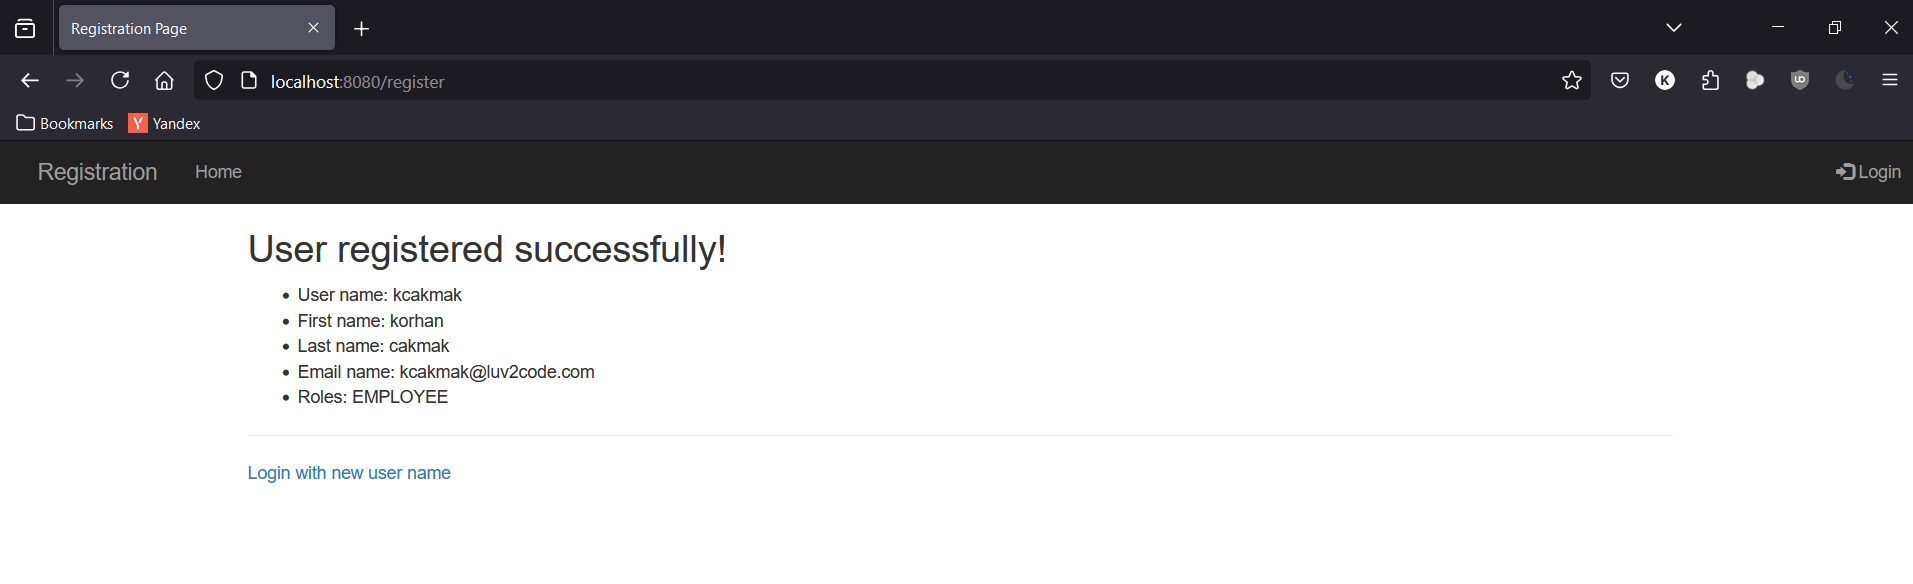 Registration Page
localhost:8080/register
K
Bookmarks
Y Yandex
Registration Home Login
User registered successfully!
• User name: kcakmak
• First name: korhan
• Last name: cakmak
• Email name: kcakmak@luv2code.com
• Roles: EMPLOYEE
Login with new user name